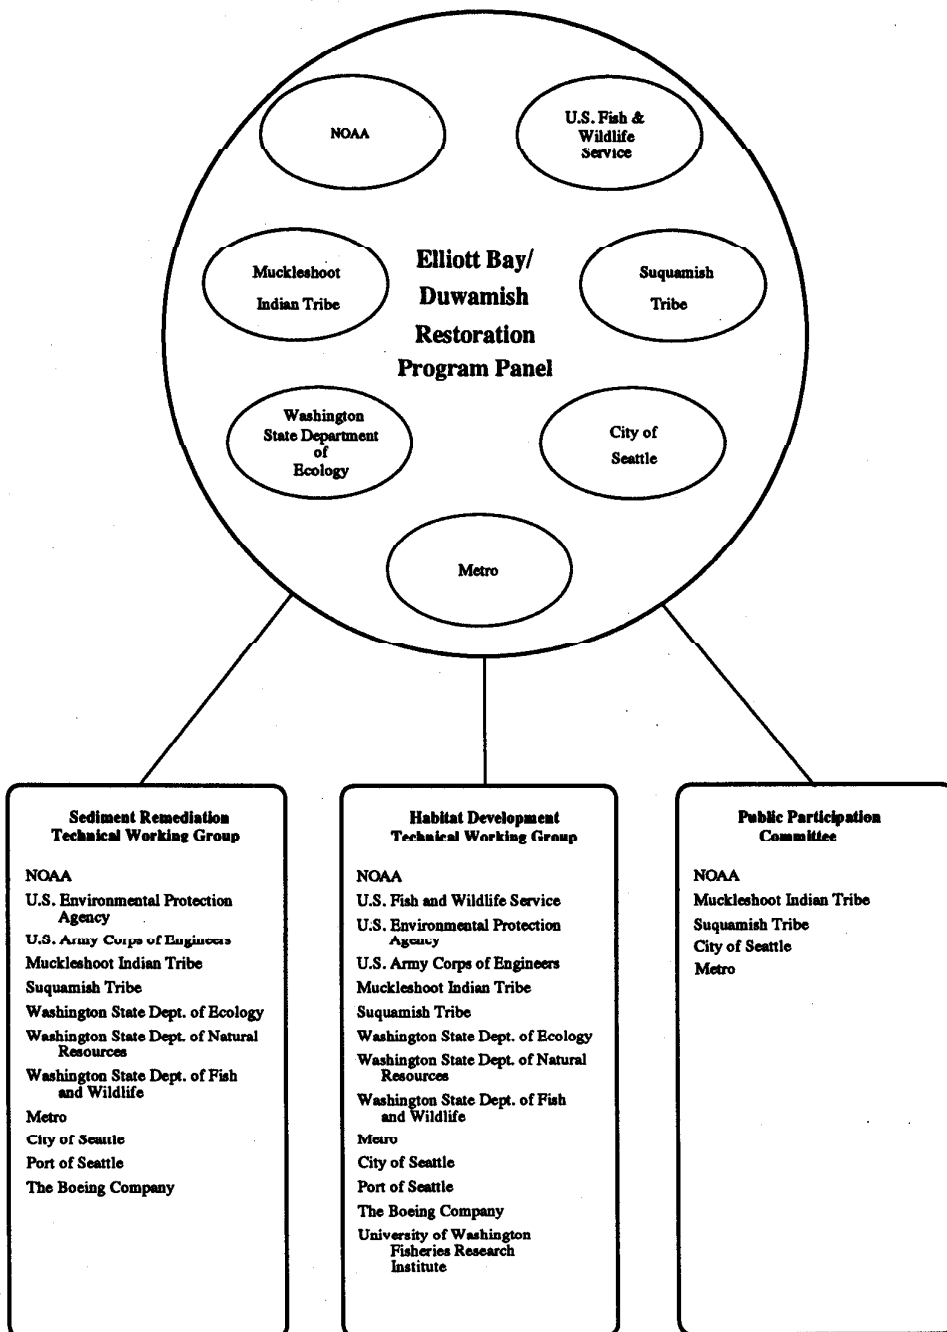 NOAA
U.S. Fish &
Wildlife
Service
Muckleshoot
Indian Tribe
Elliott Bay/
Duwamish
Restoration
Program Panel
Suquamish
Tribe
Washington
State Department
of
Ecology
City of
Seattle
Metro
Sediment Remediation
Technical Working Group
NOAA
U.S. Environmental Protection
Agency
U.S. Army Corps of Engineers
Muckleshoot Indian Tribe
Suquamish Tribe
Washington State Dept. of Ecology
Washington State Dept. of Natural
Resources
Washington State Dept. of Fish
and Wildlife
Metro
City of Seattle
Port of Seattle
The Boeing Company
Habitat Development
Technical Working Group
NOAA
U.S. Fish and Wildlife Service
U.S. Environmental Protection
Agency
U.S. Army Corps of Engineers
Muckleshoot Indian Tribe
Suquamish Tribe
Washington State Dept. of Ecology
Washington State Dept. of Natural
Resources
Washington State Dept. of Fish
and Wildlife
Metro
City of Seattle
Port of Seattle
The Boeing Company
University of Washington
Fisheries Research
Institute
Public Participation
Committee
NOAA
Muckleshoot Indian Tribe
Suquamish Tribe
City of Seattle
Metro